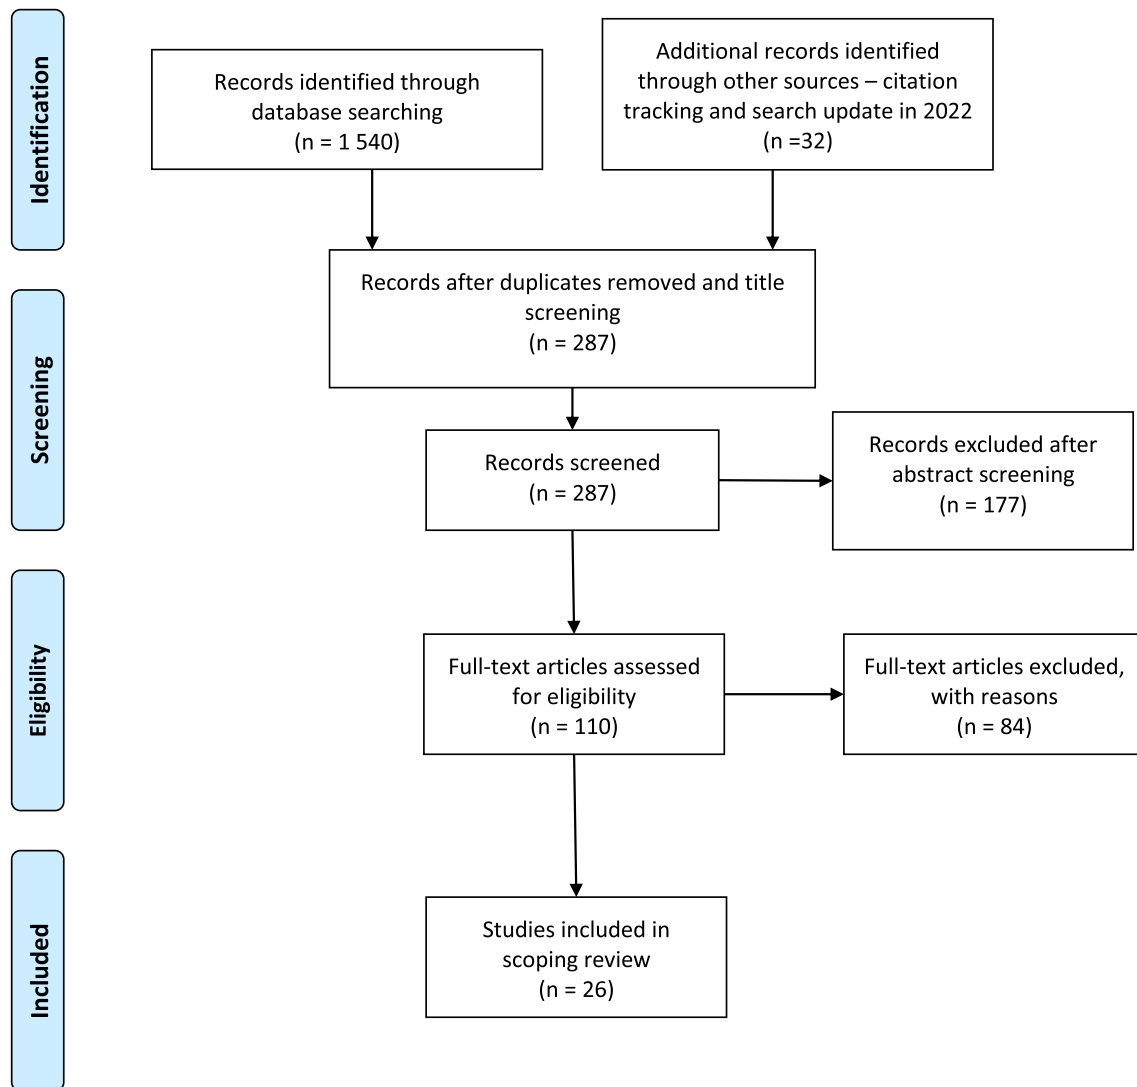 Identification
Records identified through
database searching
(n = 1 540)
Additional records identified
through other sources – citation
tracking and search update in 2022
(n =32)
Records after duplicates removed and title
screening
(n = 287)
Screening
Records screened
(n = 287)
Records excluded after
abstract screening
(n = 177)
Eligibility
Full-text articles assessed
for eligibility
(n = 110)
Full-text articles excluded,
with reasons
(n = 84)
Included
Studies included in
scoping review
(n = 26)